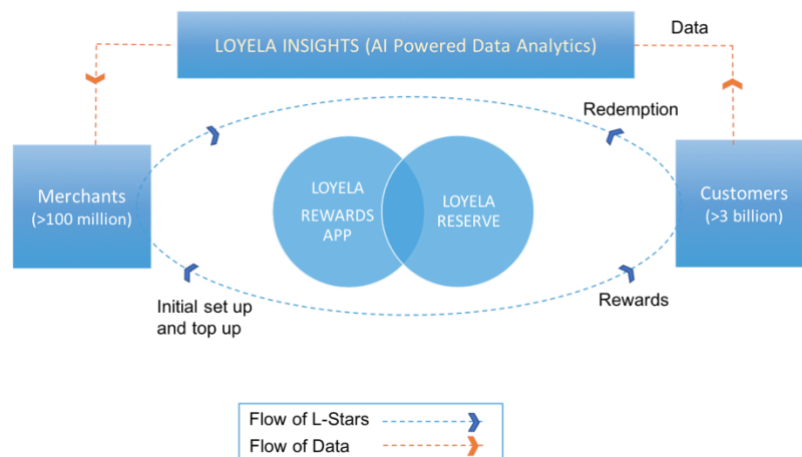 LOYELA INSIGHTS (AI Powered Data Analytics)
Data
Redemption
Merchants
(>100 million)
LOYELA
REWARDS
APP
LOYELA
RESERVE
Customers
(>3 billion)
Initial set up
and top up
Rewards
Flow of L-Stars
Flow of Data